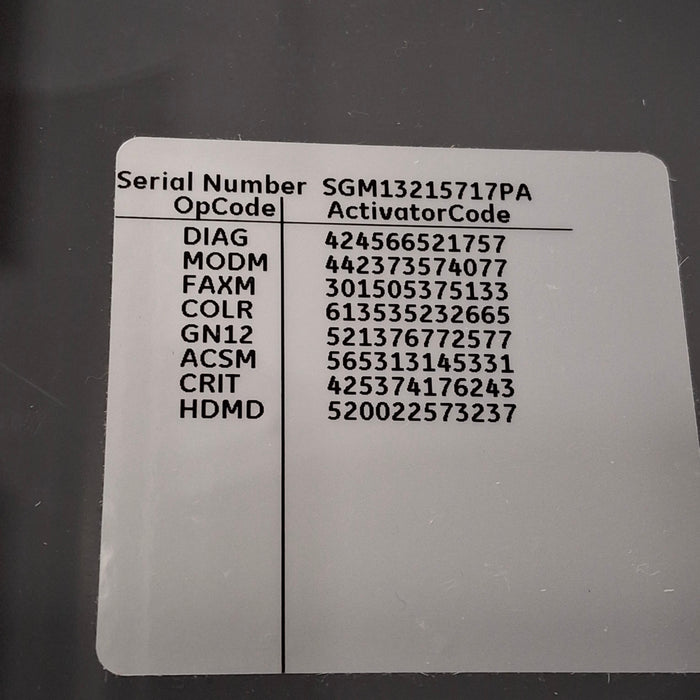 Serial Number SGM13215717PA
OpCode ActivatorCode
DIAG 424566521757
MODM 442373574077
FAXM 301505375133
COLR 613535232665
GN12 521376772577
ACSM 565313145331
CRIT 425374176243
HDMD 520022573237